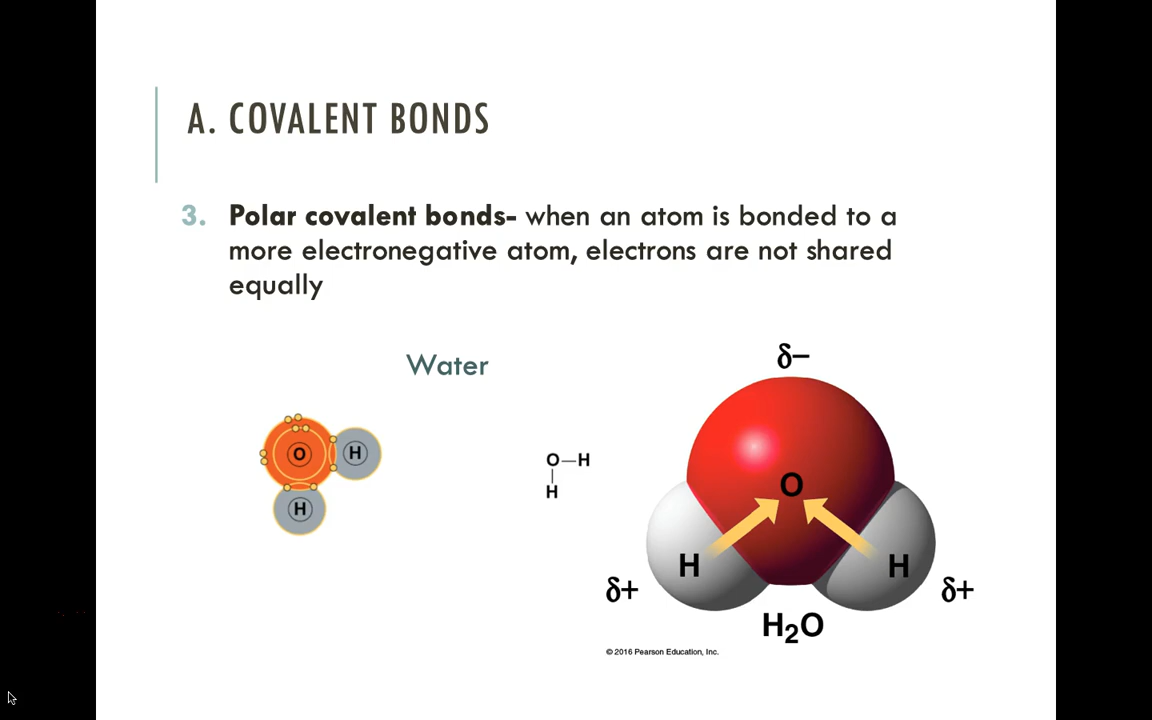 A. COVALENT BONDS
3. Polar covalent bonds- when an atom is bonded to a
more electronegative atom, electrons are not shared
equally
Water
O H
H
O—H
H
δ−
O
H H
δ+ δ+
H₂O
© 2016 Pearson Education, Inc.